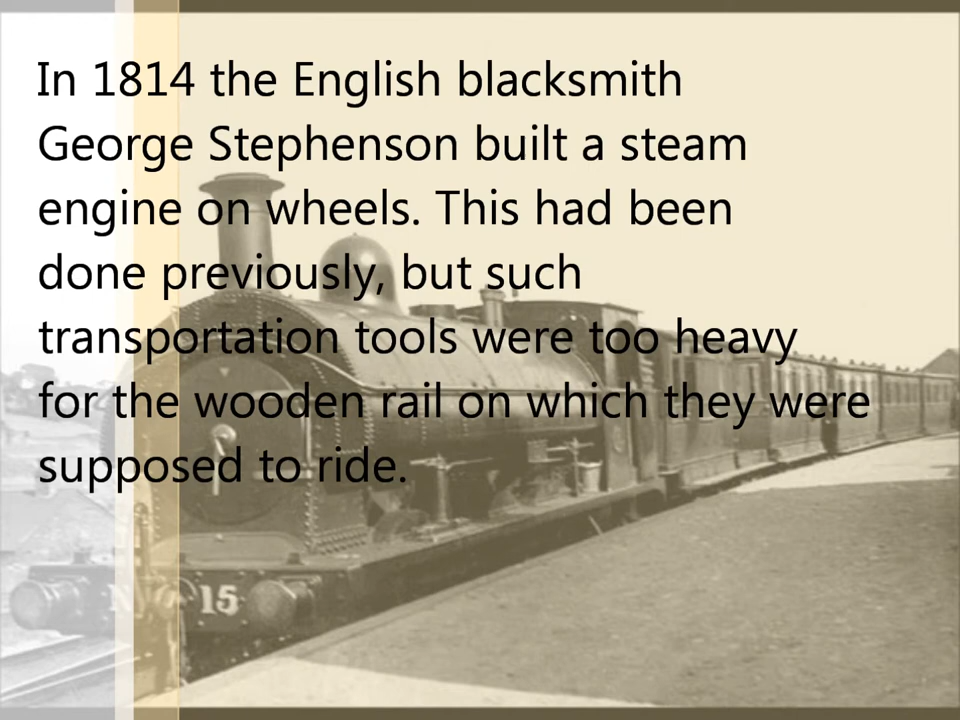 In 1814 the English blacksmith
George Stephenson built a steam
engine on wheels. This had been
done previously, but such
transportation tools were too heavy
for the wooden rail on which they were
supposed to ride.
No 15